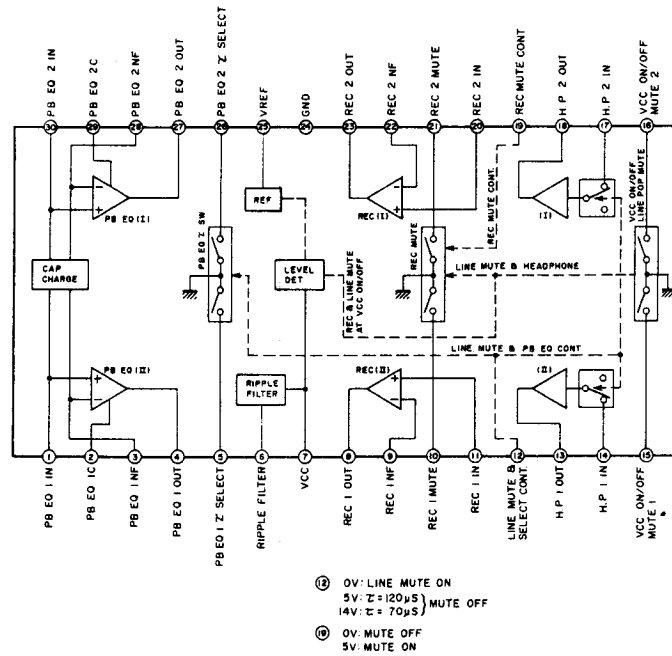 PB EQ 2 IN
PB EQ 2C
PB EQ 2 NF
PB EQ 2 OUT
PB EQ 2 τ SELECT
VREF
GND
REC 2 OUT
REC 2 NF
REC 2 MUTE
REC 2 IN
REC MUTE CONT
H.P 2 OUT
H.P 2 IN
VCC ON/OFF
MUTE 2
30
29
28
27
26
25
24
23
22
21
20
19
18
17
16
PB EQ (I)
CAP
CHARGE
PB EQ τ SW
REF
LEVEL
DET
REC & LINE MUTE
AT VCC ON/OFF
REC (I)
REC MUTE
REC MUTE CONT.
(I)
VCC ON/OFF
LINE POP MUTE
LINE MUTE & HEADPHONE
LINE MUTE & PB EQ CONT
PB EQ (II)
RIPPLE
FILTER
REC (II)
(II)
1
2
3
4
5
6
7
8
9
10
11
12
13
14
15
PB EQ 1 IN
PB EQ 1C
PB EQ 1 NF
PB EQ 1 OUT
PB EQ 1 τ SELECT
RIPPLE FILTER
VCC
REC 1 OUT
REC 1 NF
REC 1 MUTE
REC 1 IN
LINE MUTE &
SELECT CONT.
H.P 1 OUT
H.P 1 IN
VCC ON/OFF
MUTE 1
12 0V: LINE MUTE ON
5V: τ = 120μS
14V: τ = 70μS } MUTE OFF
19 0V: MUTE OFF
5V: MUTE ON